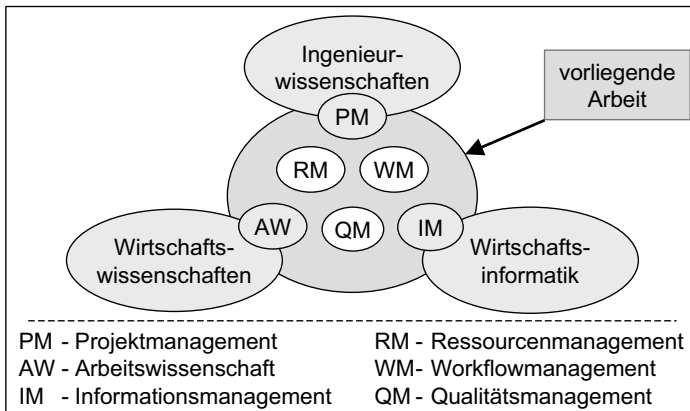 Ingenieur-
wissenschaften
vorliegende
Arbeit
PM
RM
WM
AW
QM
IM
Wirtschafts-
wissenschaften
Wirtschafts-
informatik
PM - Projektmanagement
RM - Ressourcenmanagement
AW - Arbeitswissenschaft
WM- Workflowmanagement
IM - Informationsmanagement
QM - Qualitätsmanagement